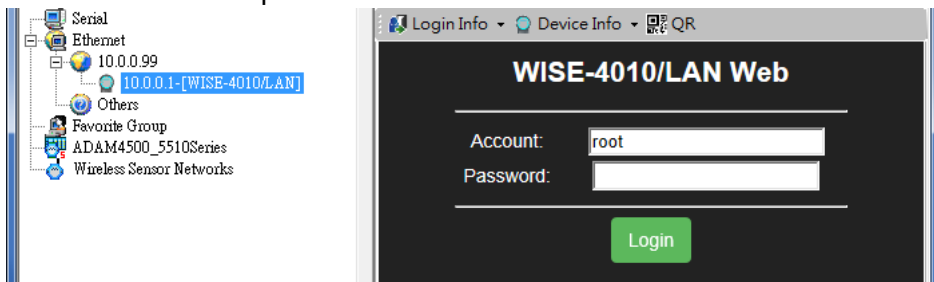 Serial
Ethernet
10.0.0.99
10.0.0.1-[WISE-4010/LAN]
Others
Favorite Group
ADAM4500_5510Series
Wireless Sensor Networks
Login Info Device Info QR
WISE-4010/LAN Web
Account: root
Password:
Login